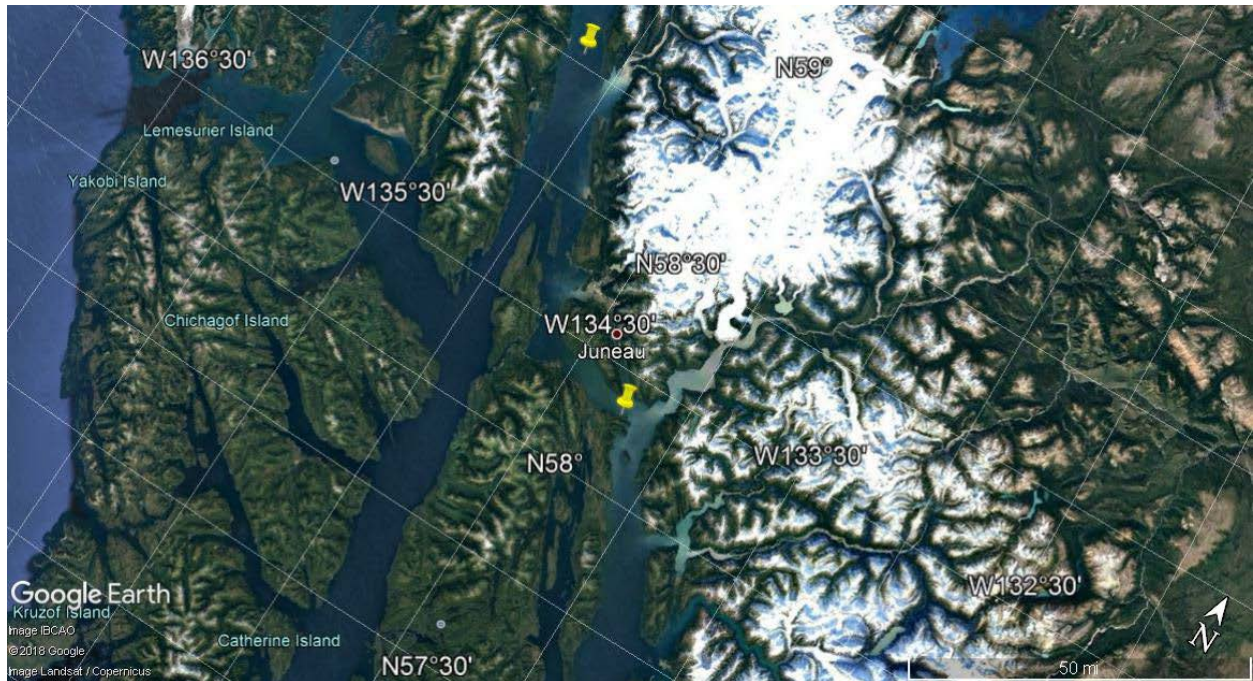 W136°30'
N59°
Lemesurier Island
Yakobi Island
W135°30'
N58°30'
Chichagof Island
W134°30'
Juneau
N58°
W133°30'
Google Earth
Kruzof Island
W132°30'
Image IBCAO
Catherine Island
©2018 Google
N57°30'
50 mi
N
Image Landsat / Copernicus